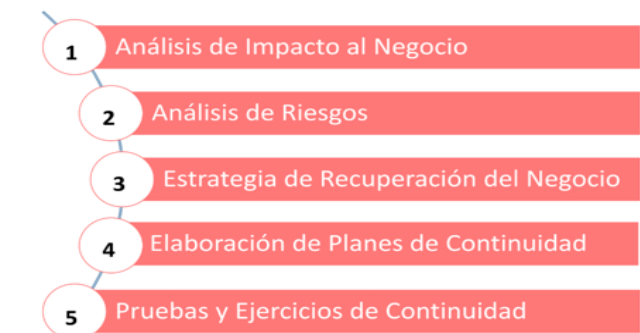 1 Análisis de Impacto al Negocio
2 Análisis de Riesgos
3 Estrategia de Recuperación del Negocio
4 Elaboración de Planes de Continuidad
5 Pruebas y Ejercicios de Continuidad